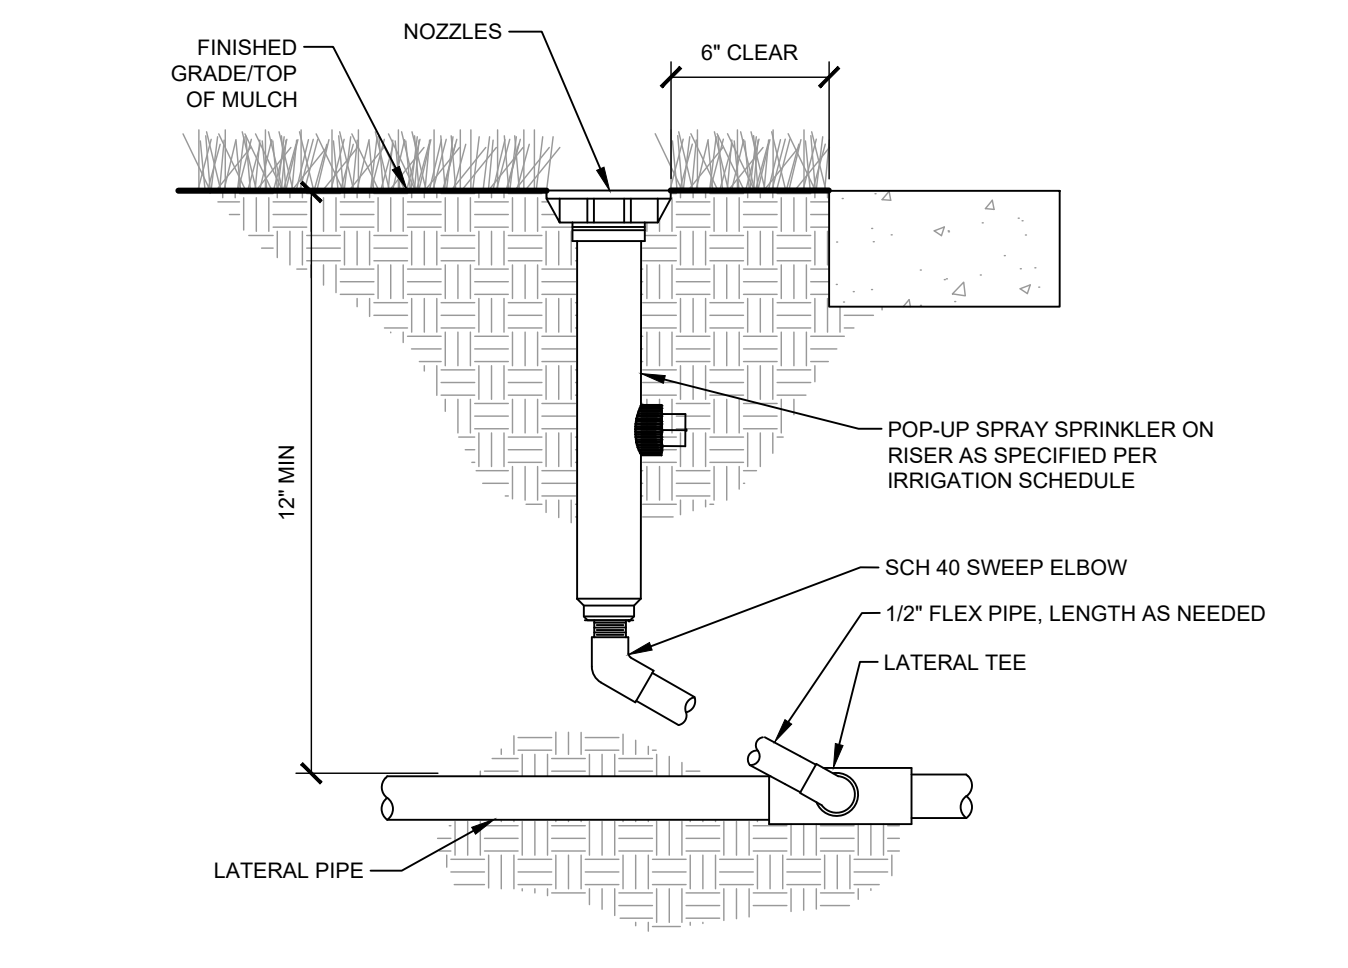 NOZZLES
FINISHED
GRADE/TOP
OF MULCH
6" CLEAR
12" MIN
POP-UP SPRAY SPRINKLER ON
RISER AS SPECIFIED PER
IRRIGATION SCHEDULE
SCH 40 SWEEP ELBOW
1/2" FLEX PIPE, LENGTH AS NEEDED
LATERAL TEE
LATERAL PIPE